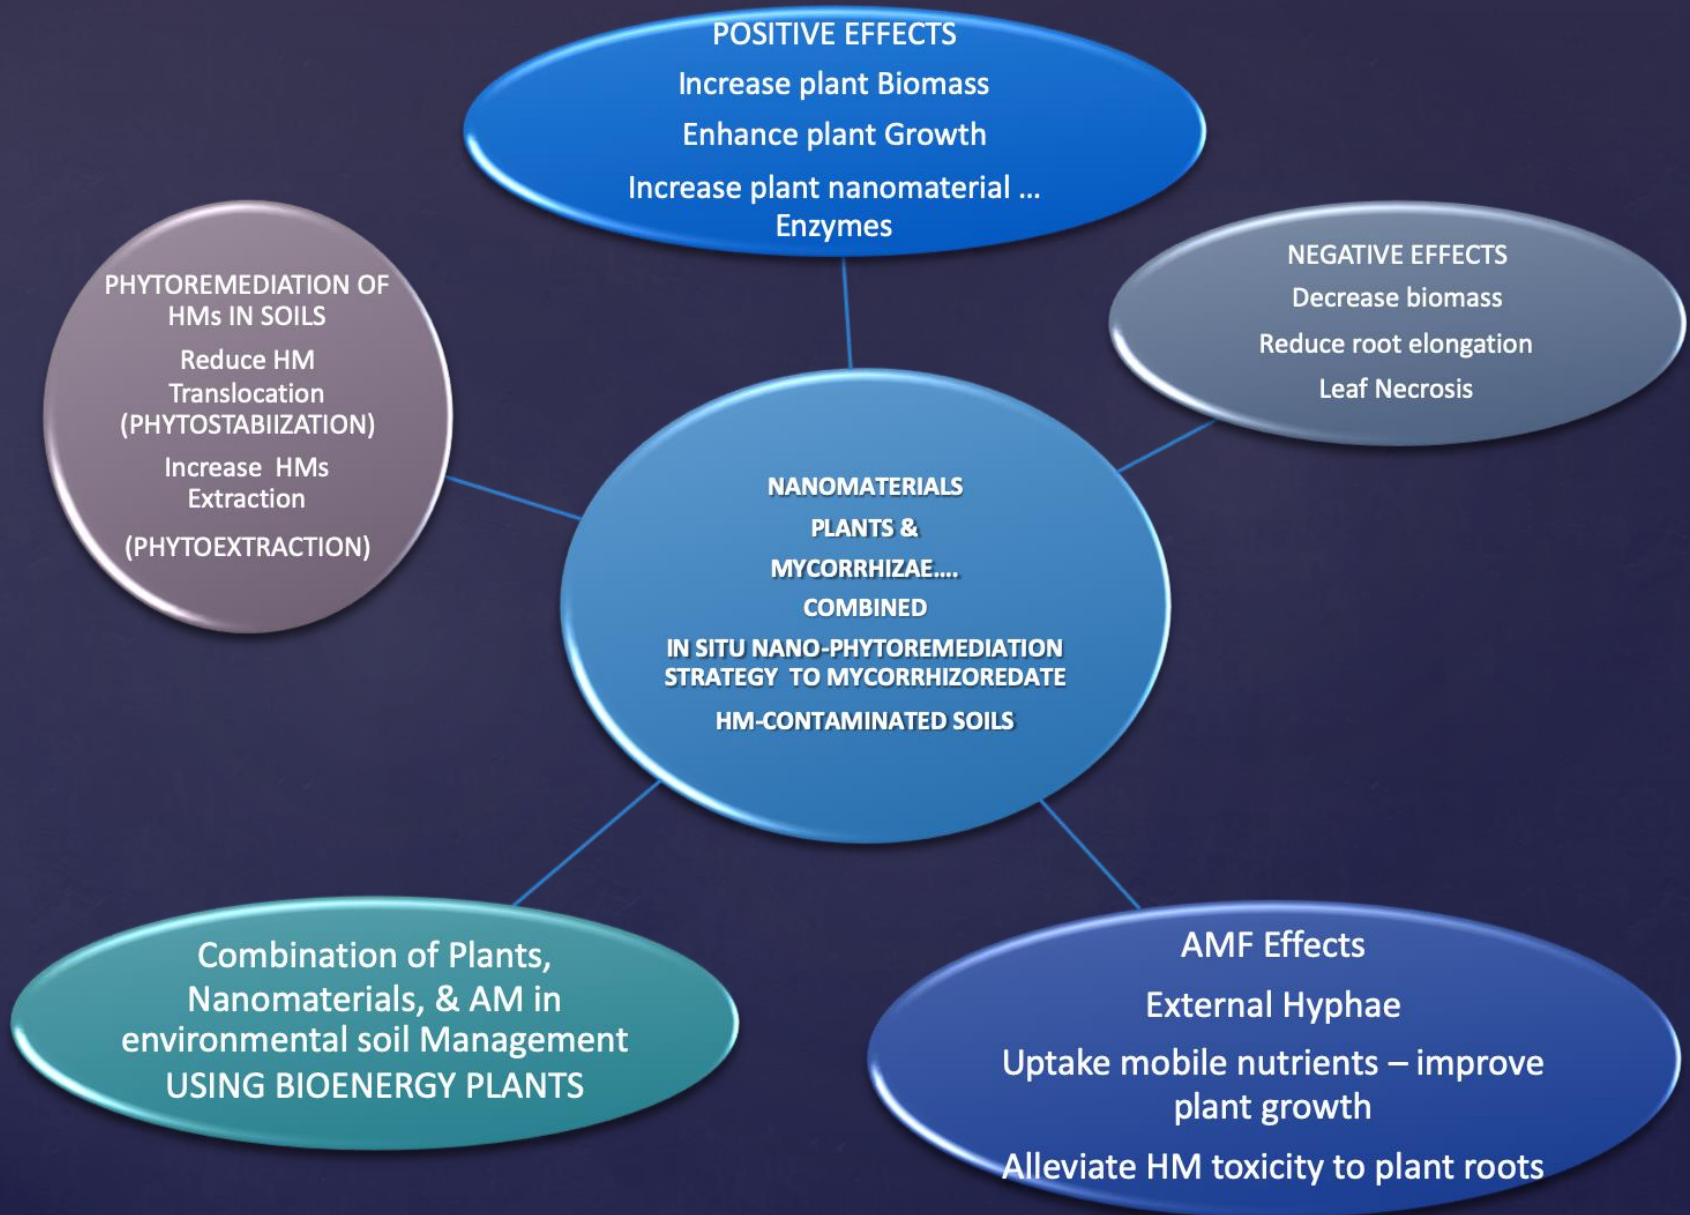 POSITIVE EFFECTS
Increase plant Biomass
Enhance plant Growth
Increase plant nanomaterial ...
Enzymes
NEGATIVE EFFECTS
Decrease biomass
Reduce root elongation
Leaf Necrosis
PHYTOREMEDIATION OF
HMs IN SOILS
Reduce HM
Translocation
(PHYTOSTABIIZATION)
Increase HMs
Extraction
(PHYTOEXTRACTION)
NANOMATERIALS
PLANTS &
MYCORRHIZAE....
COMBINED
IN SITU NANO-PHYTOREMEDIATION
STRATEGY TO MYCORRHIZOREDATE
HM-CONTAMINATED SOILS
Combination of Plants,
Nanomaterials, & AM in
environmental soil Management
USING BIOENERGY PLANTS
AMF Effects
External Hyphae
Uptake mobile nutrients – improve
plant growth
Alleviate HM toxicity to plant roots